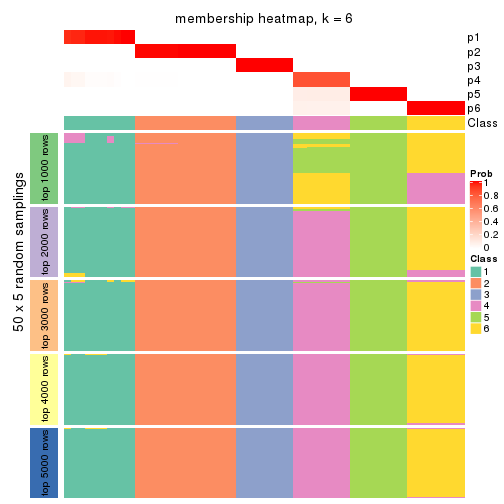 membership heatmap, k = 6
p1
p2
p3
p4
p5
p6
Class
50 x 5 random samplings
top 1000 rows
top 2000 rows
top 3000 rows
top 4000 rows
top 5000 rows
Prob
1
0.8
0.6
0.4
0.2
0
Class
1
2
3
4
5
6